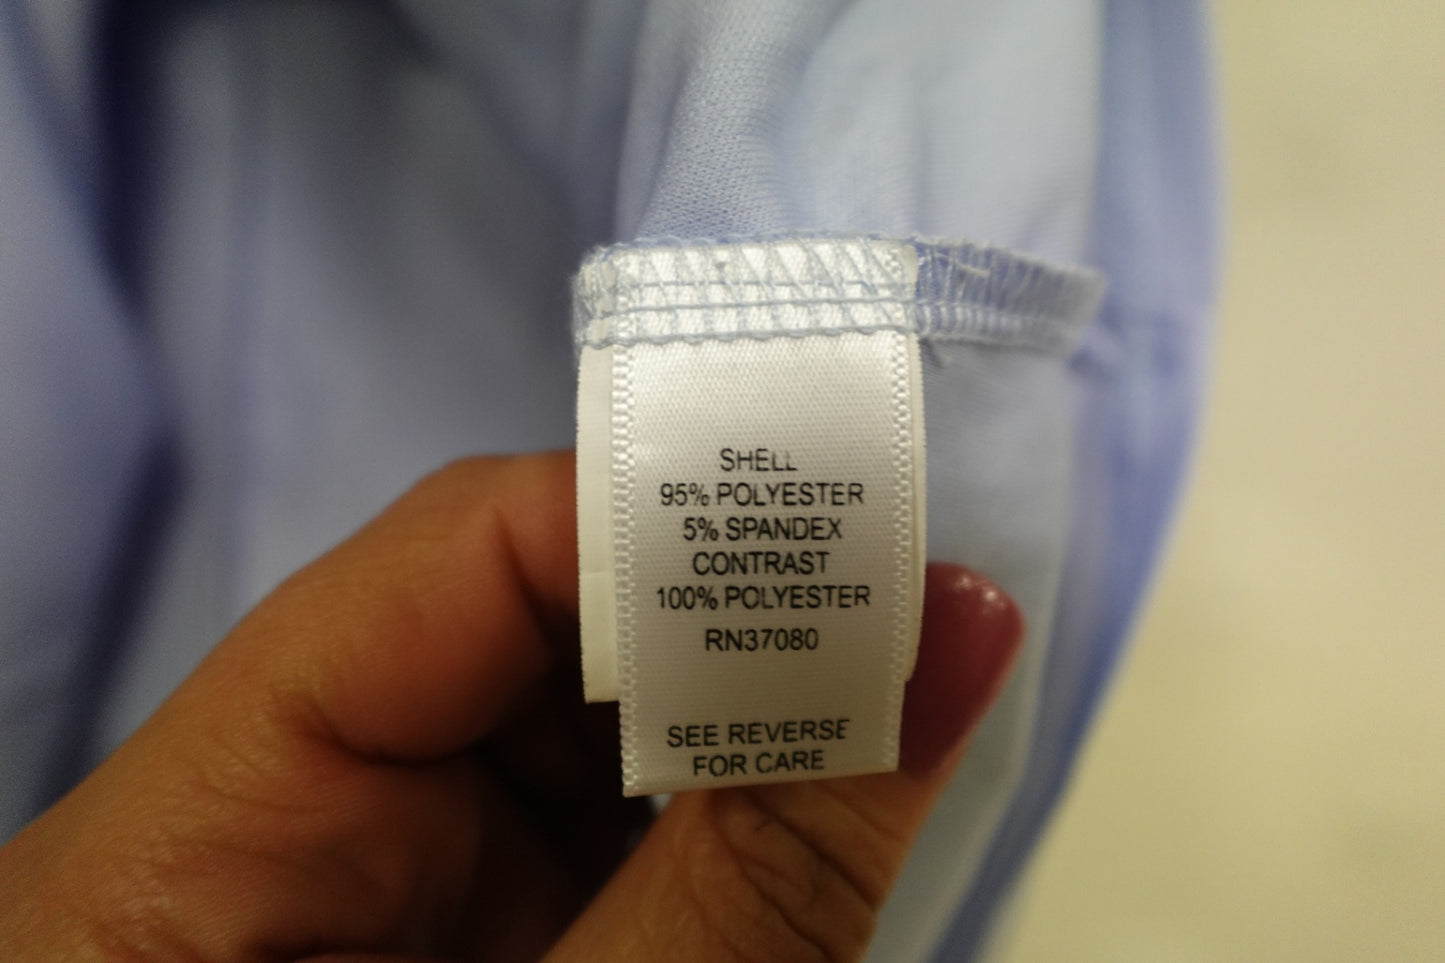 SHELL
95% POLYESTER
5% SPANDEX
CONTRAST
100% POLYESTER
RN37080
SEE REVERSE
FOR CARE